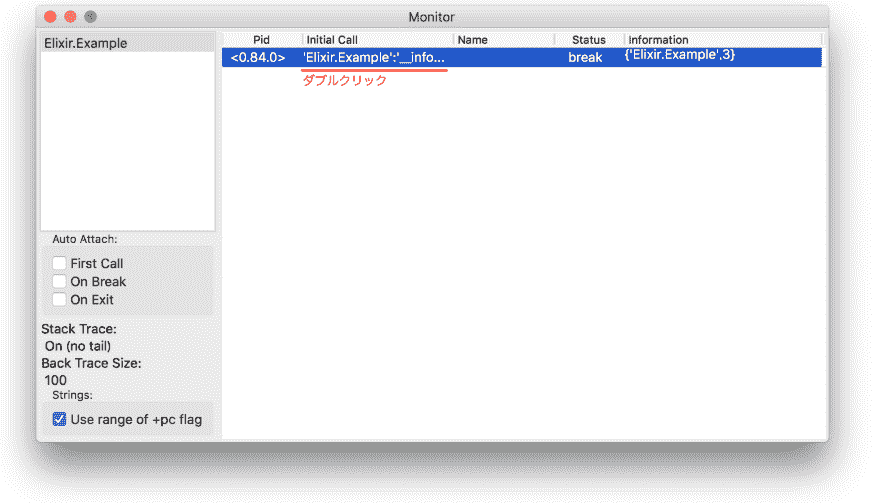 Monitor
Elixir.Example
Pid Initial Call Name Status Information
<0.84.0> 'Elixir.Example':'__info... break {'Elixir.Example',3}
ダブルクリック
Auto Attach:
First Call
On Break
On Exit
Stack Trace:
On (no tail)
Back Trace Size:
100
Strings:
Use range of +pc flag